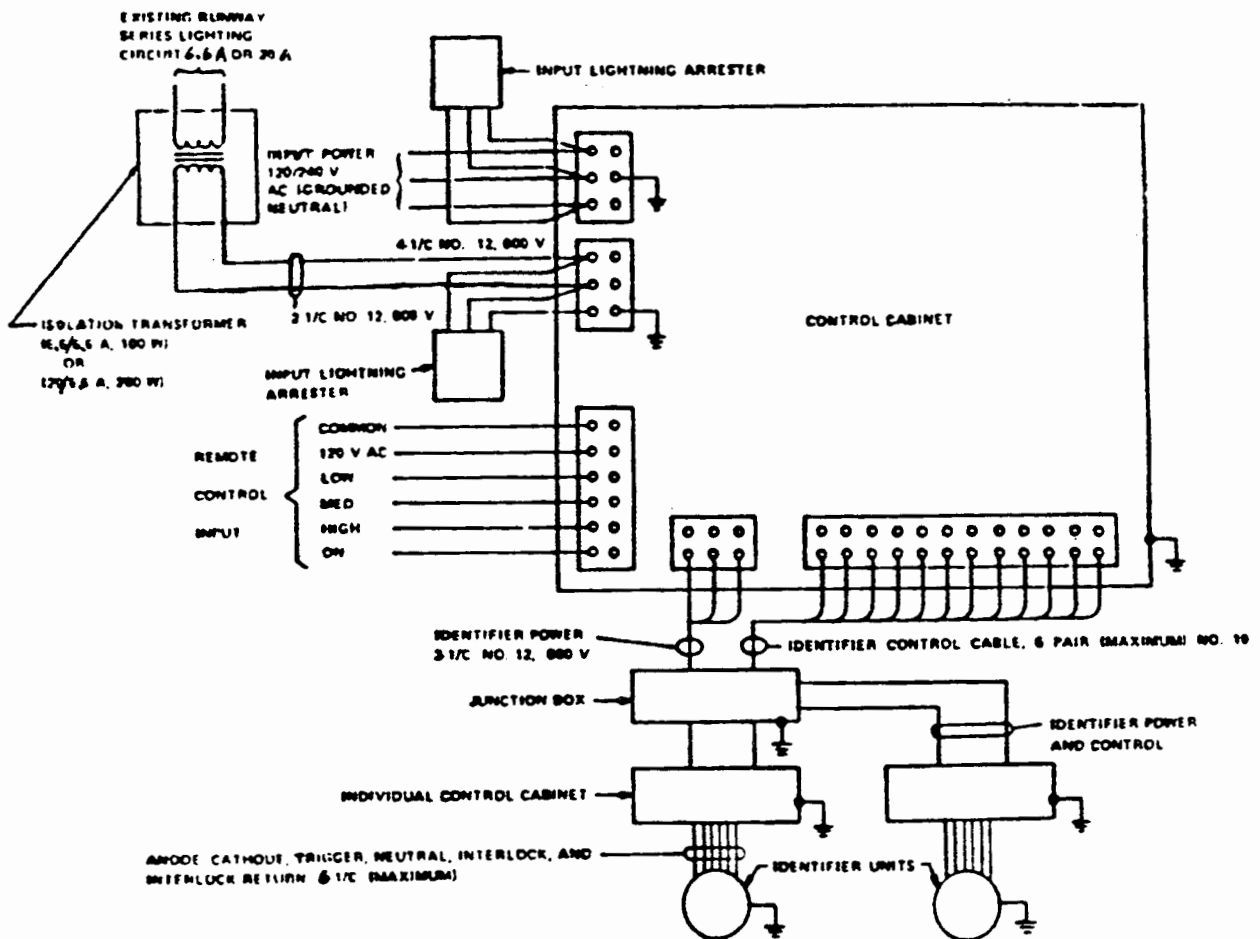 EXISTING RUNWAY
SERIES LIGHTING
CIRCUIT 6.6 A OR 20 A
INPUT LIGHTNING ARRESTER
INPUT POWER
120/240 V
AC (GROUNDED
NEUTRAL)
4-1/C NO. 12, 600 V
2-1/C NO. 12, 600 V
ISOLATION TRANSFORMER
OR
INPUT LIGHTNING
ARRESTER
CONTROL CABINET
REMOTE
CONTROL
INPUT
COMMON
120 V AC
LOW
MED
HIGH
ON
IDENTIFIER POWER
3-1/C NO. 12, 600 V
IDENTIFIER CONTROL CABLE, 6 PAIR (MAXIMUM) NO. 19
JUNCTION BOX
IDENTIFIER POWER
AND CONTROL
INDIVIDUAL CONTROL CABINET
ANODE CATHODE, TRIGGER, NEUTRAL, INTERLOCK, AND
INTERLOCK RETURN 6 1/C (MAXIMUM)
IDENTIFIER UNITS